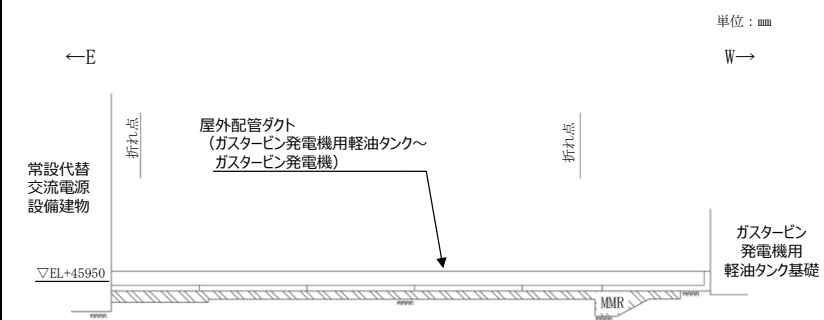 単位：mm
←E
W→
折れ点
屋外配管ダクト
（ガスタービン発電機用軽油タンク～
ガスタービン発電機）
折れ点
常設代替
交流電源
設備建物
ガスタービン
発電機用
軽油タンク基礎
▽EL+45950
MMR